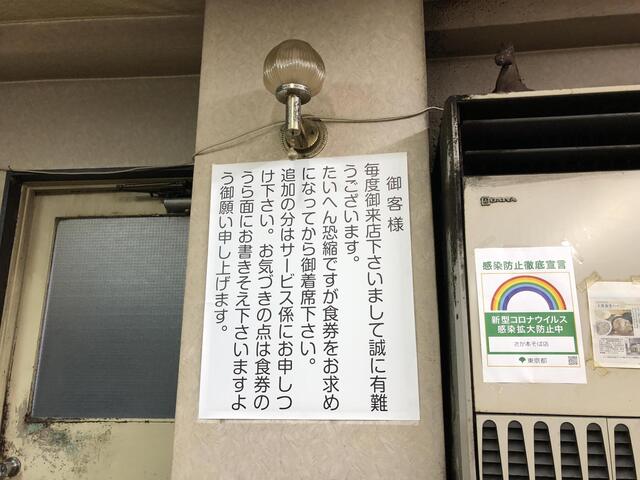 御客様
毎度御来店下さいまして誠に有難
うございます。
たいへん恐縮ですが食券をお求め
になってから御着席下さい。
追加の分はサービス係にお申しつ
け下さい。お気づきの点は食券の
うら面にお書きそえ下さいますよ
う御願い申し上げます。
感染防止徹底宣言
新型コロナウイルス
感染拡大防止中
さか本そば店
東京都